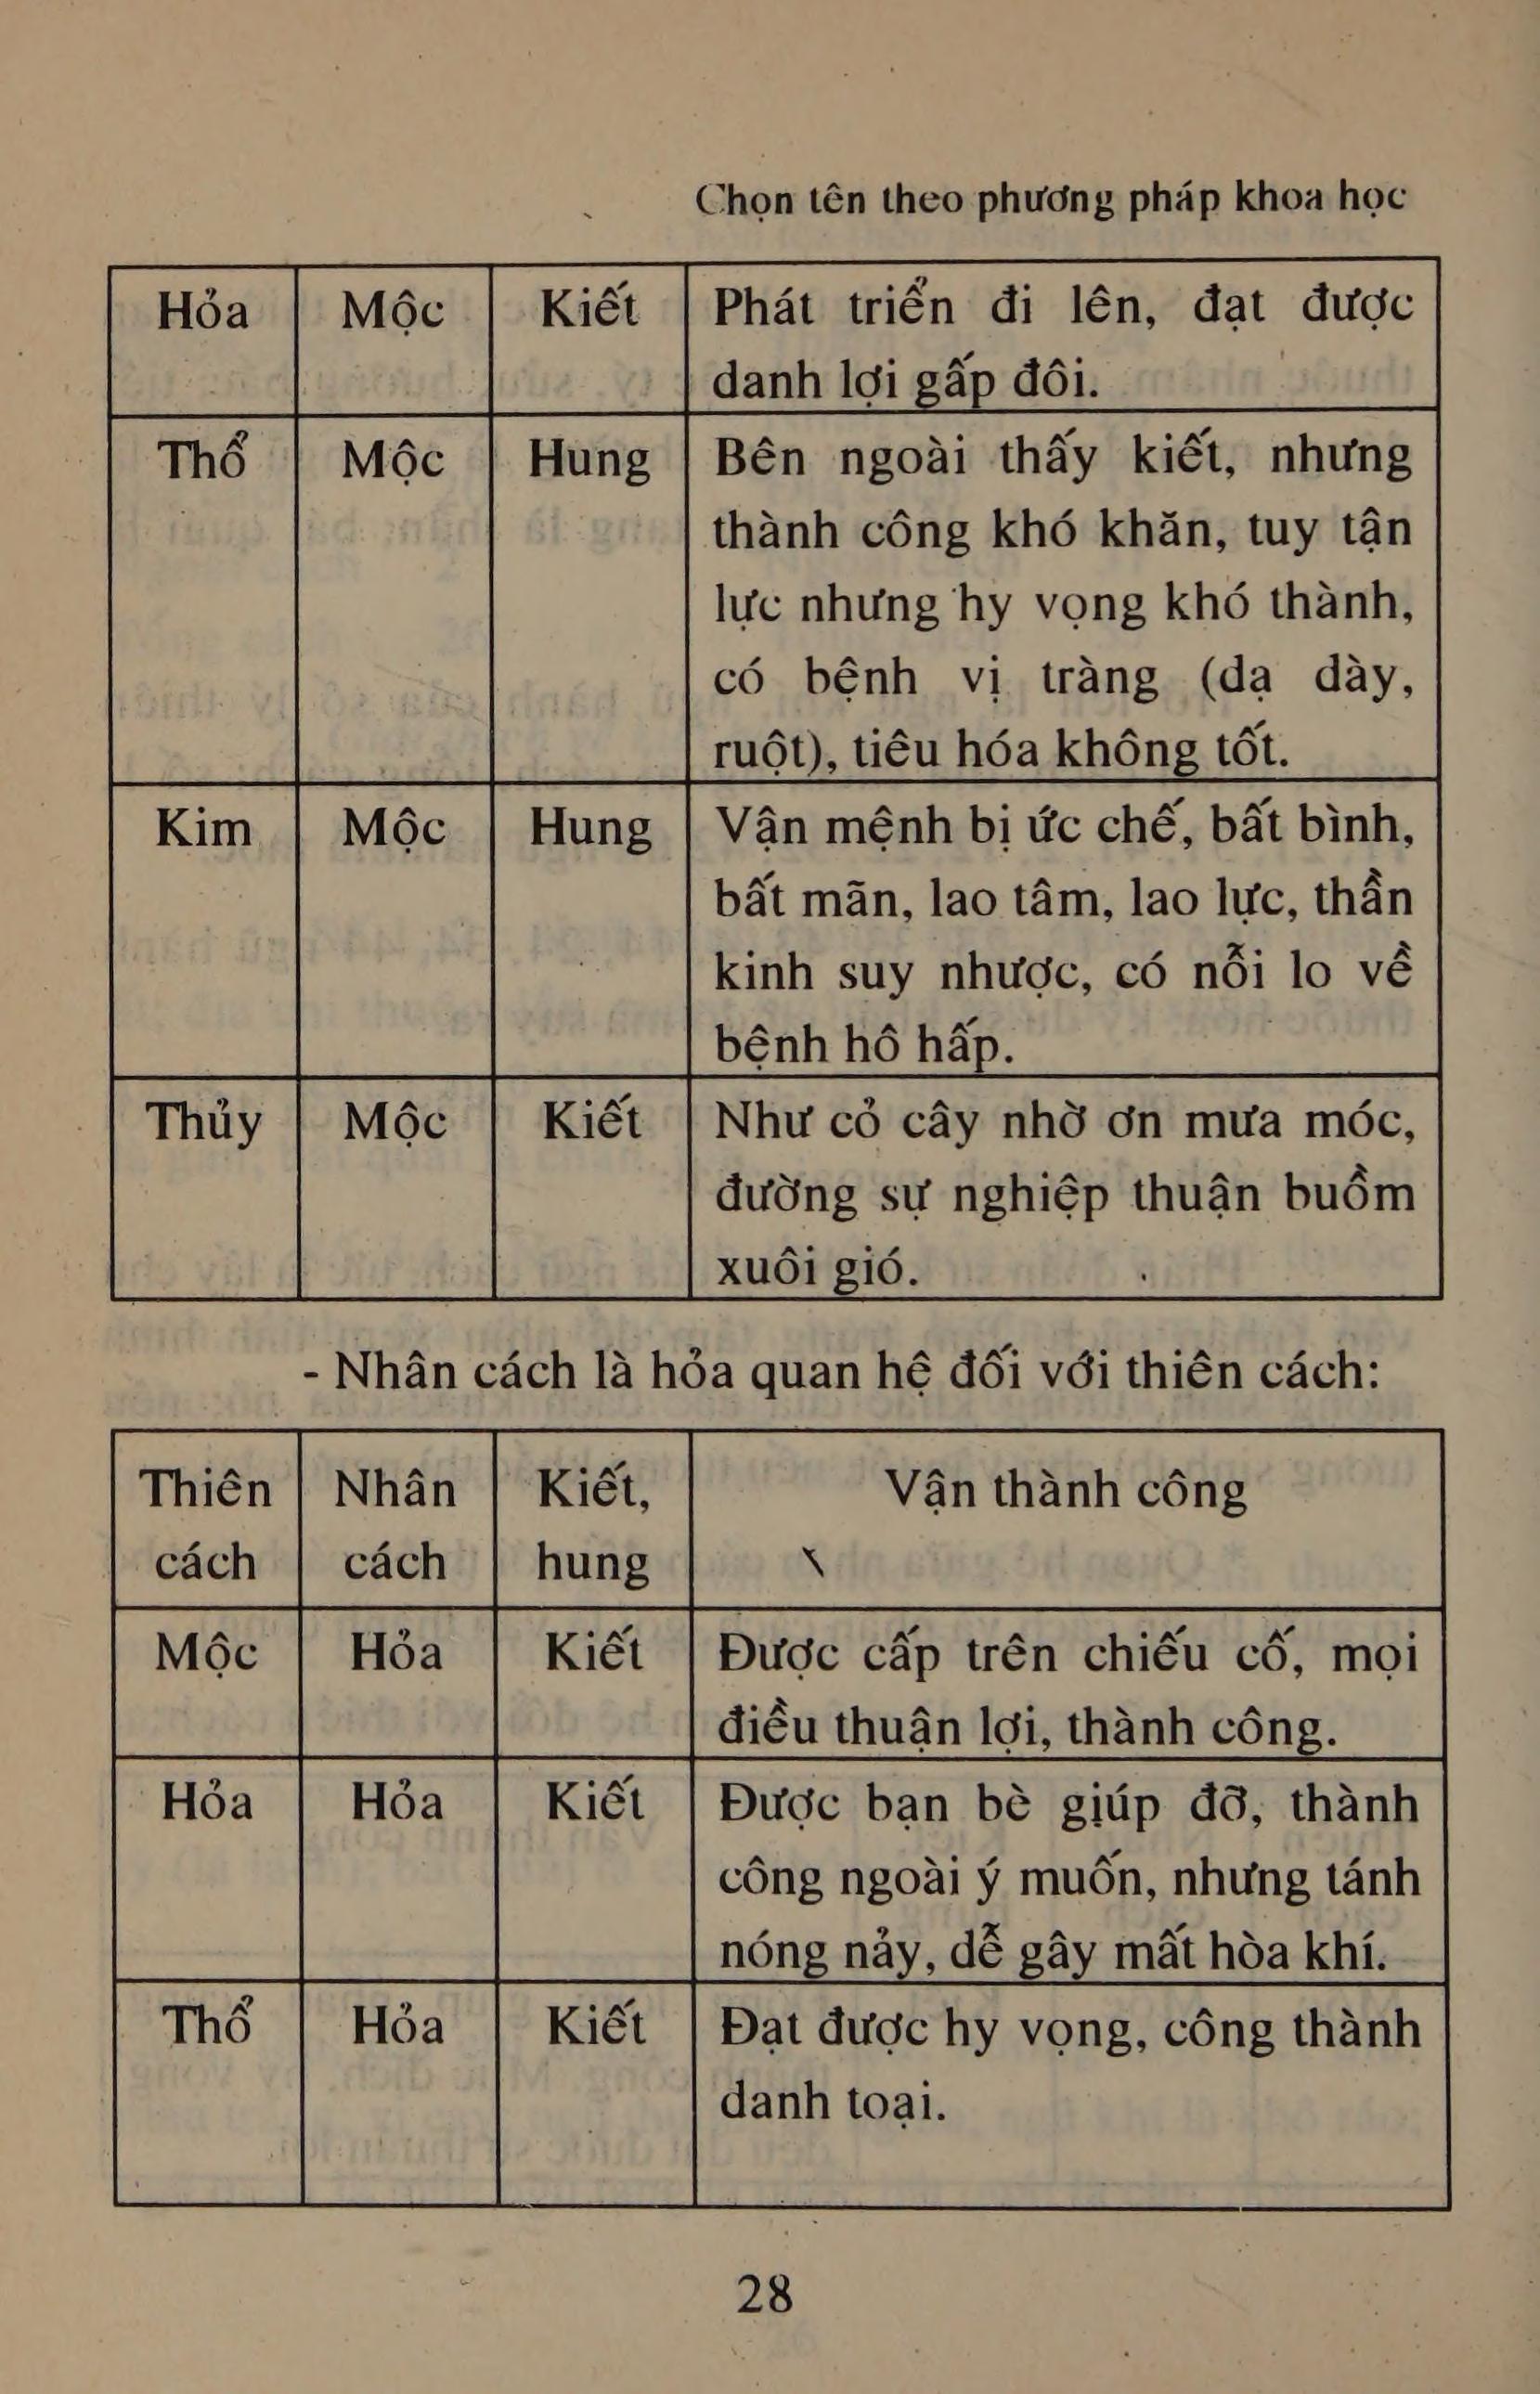 Chọn tên theo phương pháp khoa học
Hỏa Mộc Kiết Phát triển đi lên, đạt được
danh lợi gấp đôi.
Thổ Mộc Hung Bên ngoài thấy kiết, nhưng
thành công khó khăn, tuy tận
lực nhưng hy vọng khó thành,
có bệnh vị tràng (dạ dày,
ruột), tiêu hóa không tốt.
Kim Mộc Hung Vận mệnh bị ức chế, bất bình,
bất mãn, lao tâm, lao lực, thần
kinh suy nhược, có nỗi lo về
bệnh hô hấp.
Thủy Mộc Kiết Như cỏ cây nhờ ơn mưa móc,
đường sự nghiệp thuận buồm
xuôi gió.
- Nhân cách là hỏa quan hệ đối với thiên cách:
Thiên Nhân Kiết, Vận thành công
cách cách hung
Mộc Hỏa Kiết Được cấp trên chiếu cố, mọi
điều thuận lợi, thành công.
Hỏa Hỏa Kiết Được bạn bè giúp đỡ, thành
công ngoài ý muốn, nhưng tánh
nóng nảy, dễ gây mất hòa khí.
Thổ Hỏa Kiết Đạt được hy vọng, công thành
danh toại.
28